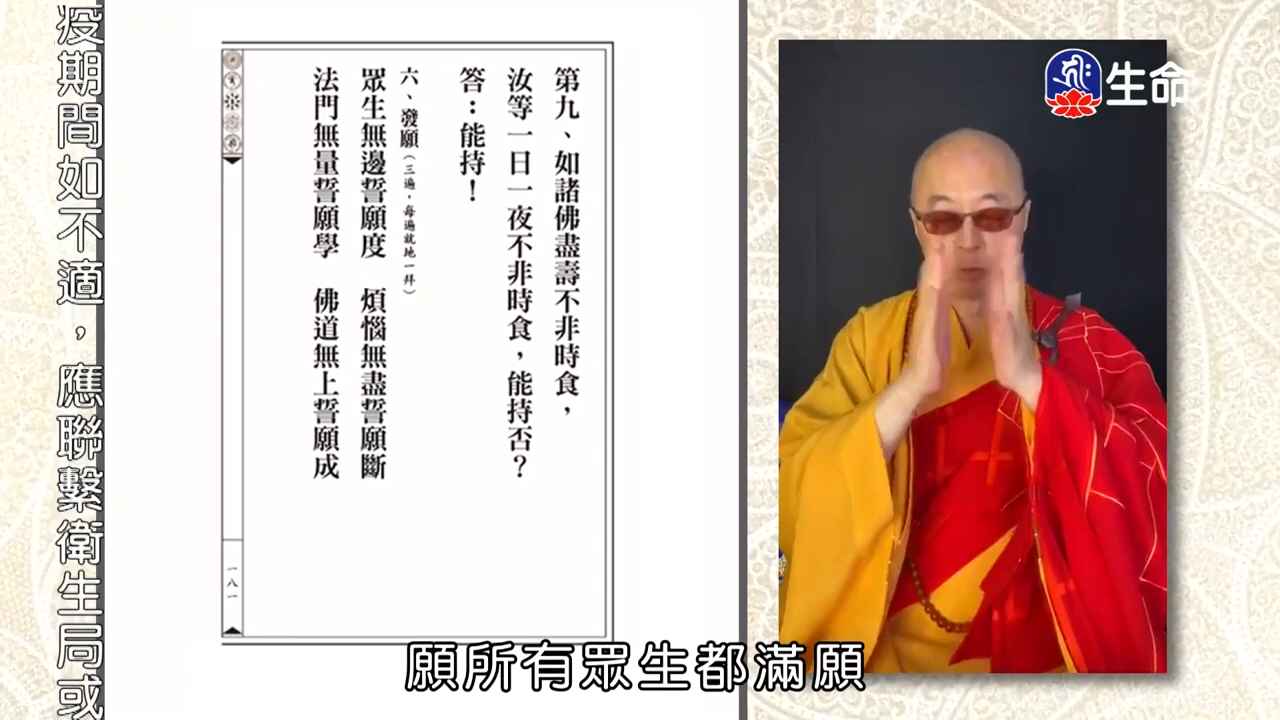 第九、如諸佛盡壽不非時食，
汝等一日一夜不非時食，能持否？
答：能持！
六、發願（三遍，每遍就地一拜）
眾生無邊誓願度　煩惱無盡誓願斷
法門無量誓願學　佛道無上誓願成
一八一
生命
疫期間如不適，應聯繫衛生局或
願所有眾生都滿願